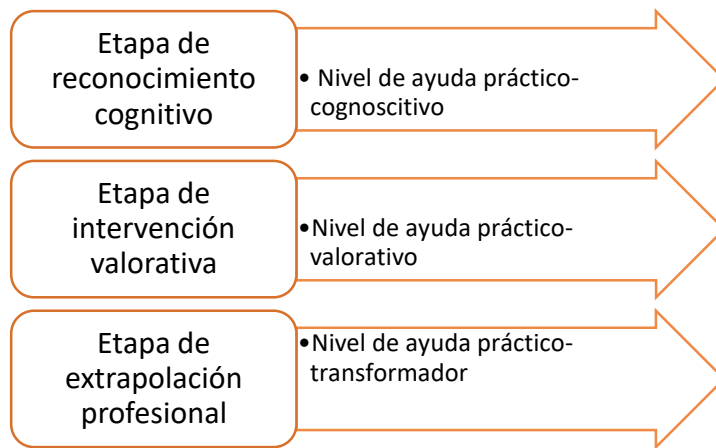 Etapa de
reconocimiento
cognitivo
• Nivel de ayuda práctico-
cognoscitivo
Etapa de
intervención
valorativa
•Nivel de ayuda práctico-
valorativo
Etapa de
extrapolación
profesional
•Nivel de ayuda práctico-
transformador